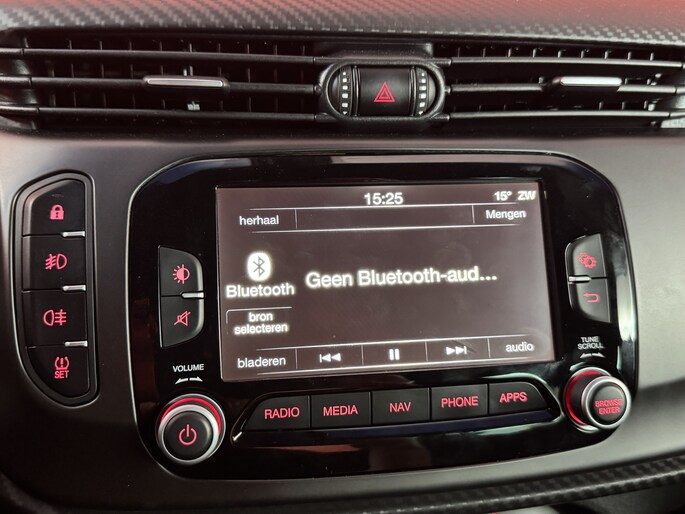 15:25
15° ZW
herhaal
Mengen
Bluetooth
Geen Bluetooth-aud...
bron
selecteren
bladeren
audio
SET
VOLUME
TUNE
SCROLL
RADIO
MEDIA
NAV
PHONE
APPS
BROWSE
ENTER